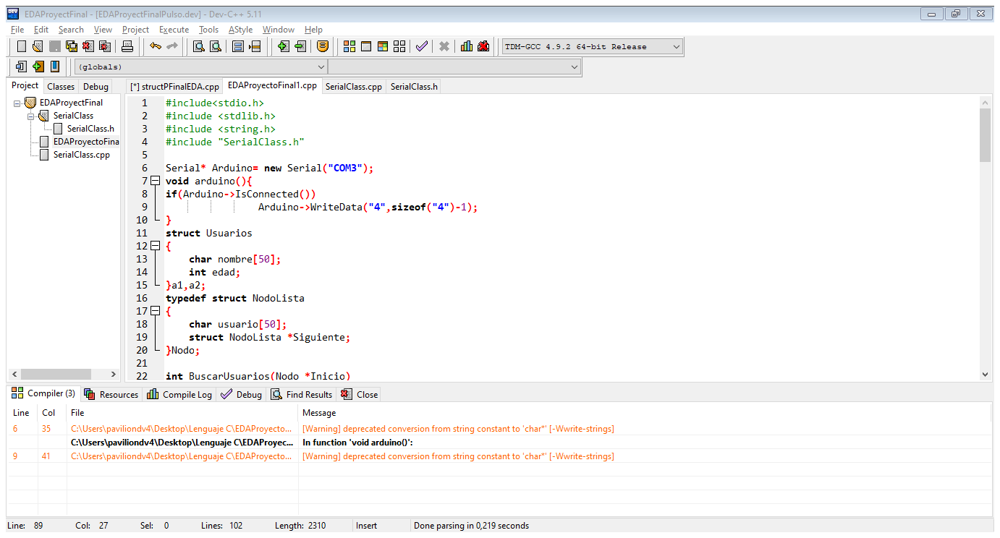 EDAProyectFinal - [EDAProyectFinalPulso.dev] - Dev-C++ 5.11
File Edit Search View Project Execute Tools AStyle Window Help
TDM-GCC 4.9.2 64-bit Release
(globals)
Project Classes Debug
[*] structPFinalEDA.cpp EDAProyectoFinal1.cpp SerialClass.cpp SerialClass.h
EDAProyectFinal
SerialClass
SerialClass.h
EDAProyectoFina
SerialClass.cpp
1 #include<stdio.h>
2 #include <stdlib.h>
3 #include <string.h>
4 #include "SerialClass.h"
5
6 Serial* Arduino= new Serial("COM3");
7 void arduino(){
8 if(Arduino->IsConnected())
9 Arduino->WriteData("4",sizeof("4")-1);
10 }
11 struct Usuarios
12 {
13 char nombre[50];
14 int edad;
15 }a1,a2;
16 typedef struct NodoLista
17 {
18 char usuario[50];
19 struct NodoLista *Siguiente;
20 }Nodo;
21
22 int BuscarUsuarios(Nodo *Inicio)
Compiler (3) Resources Compile Log Debug Find Results Close
Line Col File Message
6 35 C:\Users\paviliondv4\Desktop\Lenguaje C\EDAProyecto... [Warning] deprecated conversion from string constant to 'char*' [-Wwrite-strings]
C:\Users\paviliondv4\Desktop\Lenguaje C\EDAProyec... In function 'void arduino()':
9 41 C:\Users\paviliondv4\Desktop\Lenguaje C\EDAProyecto... [Warning] deprecated conversion from string constant to 'char*' [-Wwrite-strings]
Line: 89 Col: 27 Sel: 0 Lines: 102 Length: 2310 Insert Done parsing in 0,219 seconds